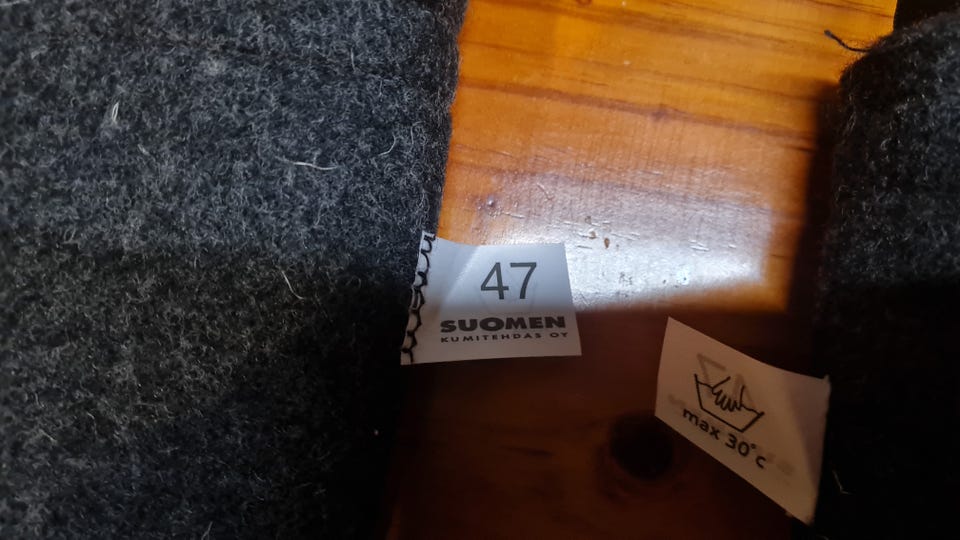 47
SUOMEN
KUMITEHDAS OY
max 30°c